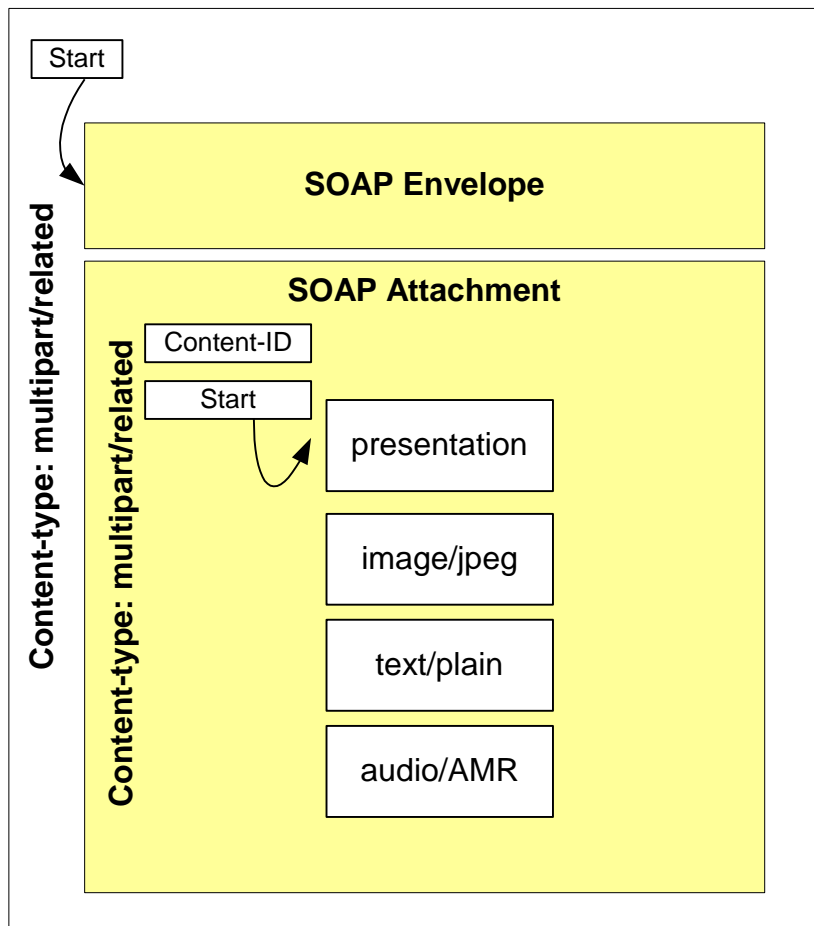 Start
SOAP Envelope
Content-type: multipart/related
SOAP Attachment
Content-type: multipart/related
Content-ID
Start
presentation
image/jpeg
text/plain
audio/AMR